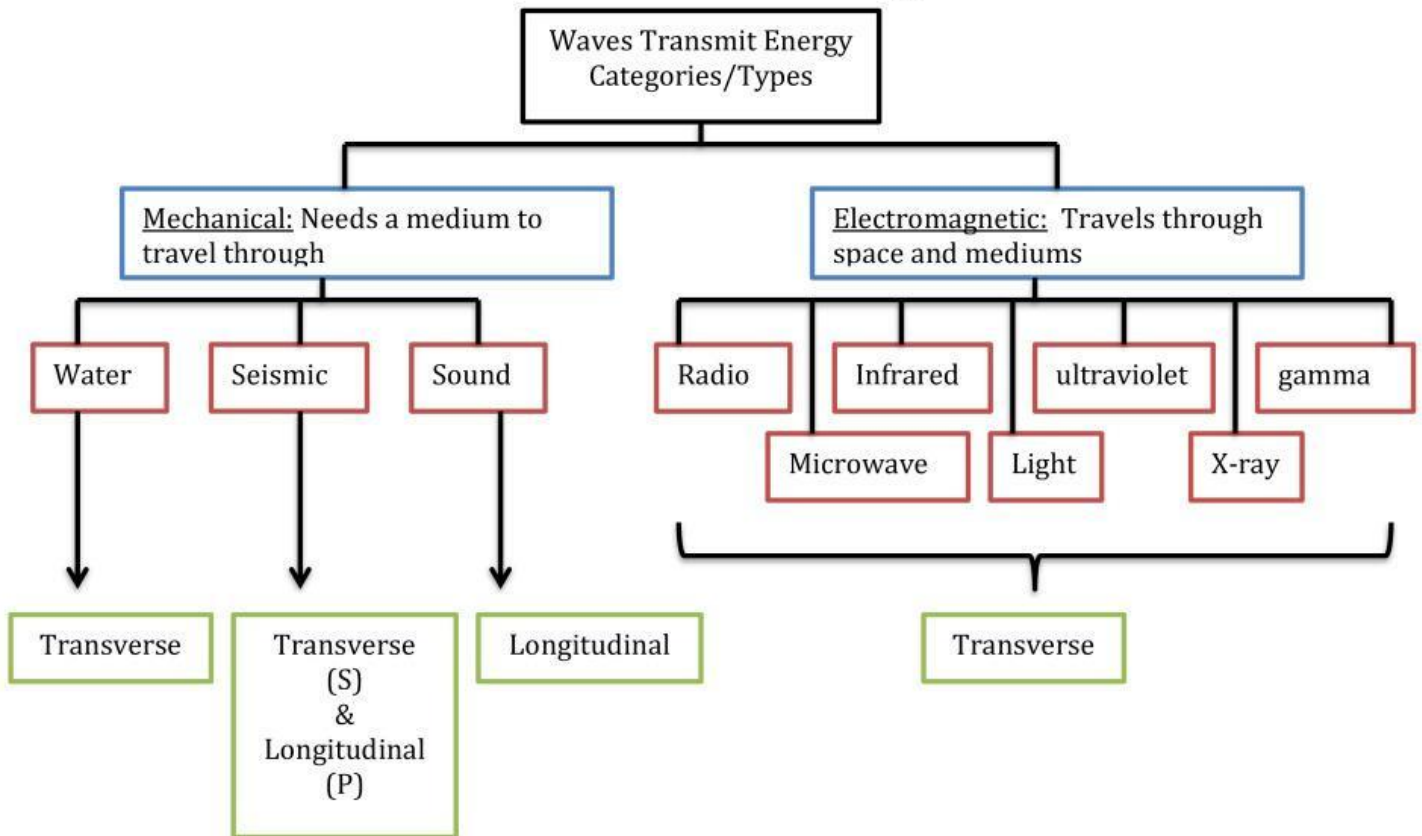 Waves Transmit Energy
Categories/Types
Mechanical: Needs a medium to
travel through
Electromagnetic: Travels through
space and mediums
Water
Seismic
Sound
Radio
Infrared
ultraviolet
gamma
Microwave
Light
X-ray
Transverse
Transverse
(S)
&
Longitudinal
(P)
Longitudinal
Transverse